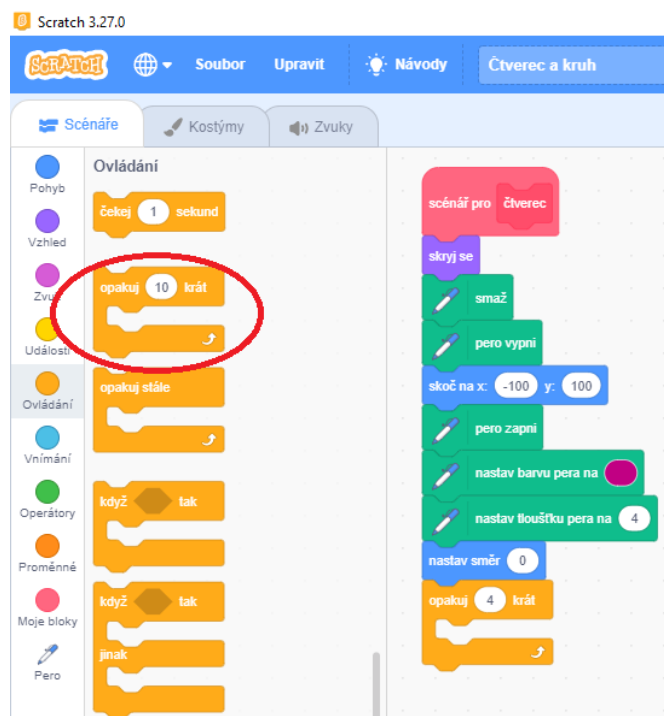 Scratch 3.27.0
SCRATCH Soubor Upravit Návody Čtverec a kruh
Scénáře Kostýmy Zvuky
Pohyb
Vzhled
Zvu
Události
Ovládání
Vnímání
Operátory
Proměnné
Moje bloky
Pero
Ovládání
čekej 1 sekund
opakuj 10 krát
opakuj stále
když tak
když tak
jinak
scénář pro čtverec
skryj se
smaž
pero vypni
skoč na x: -100 y: 100
pero zapni
nastav barvu pera na
nastav tloušťku pera na 4
nastav směr 0
opakuj 4 krát